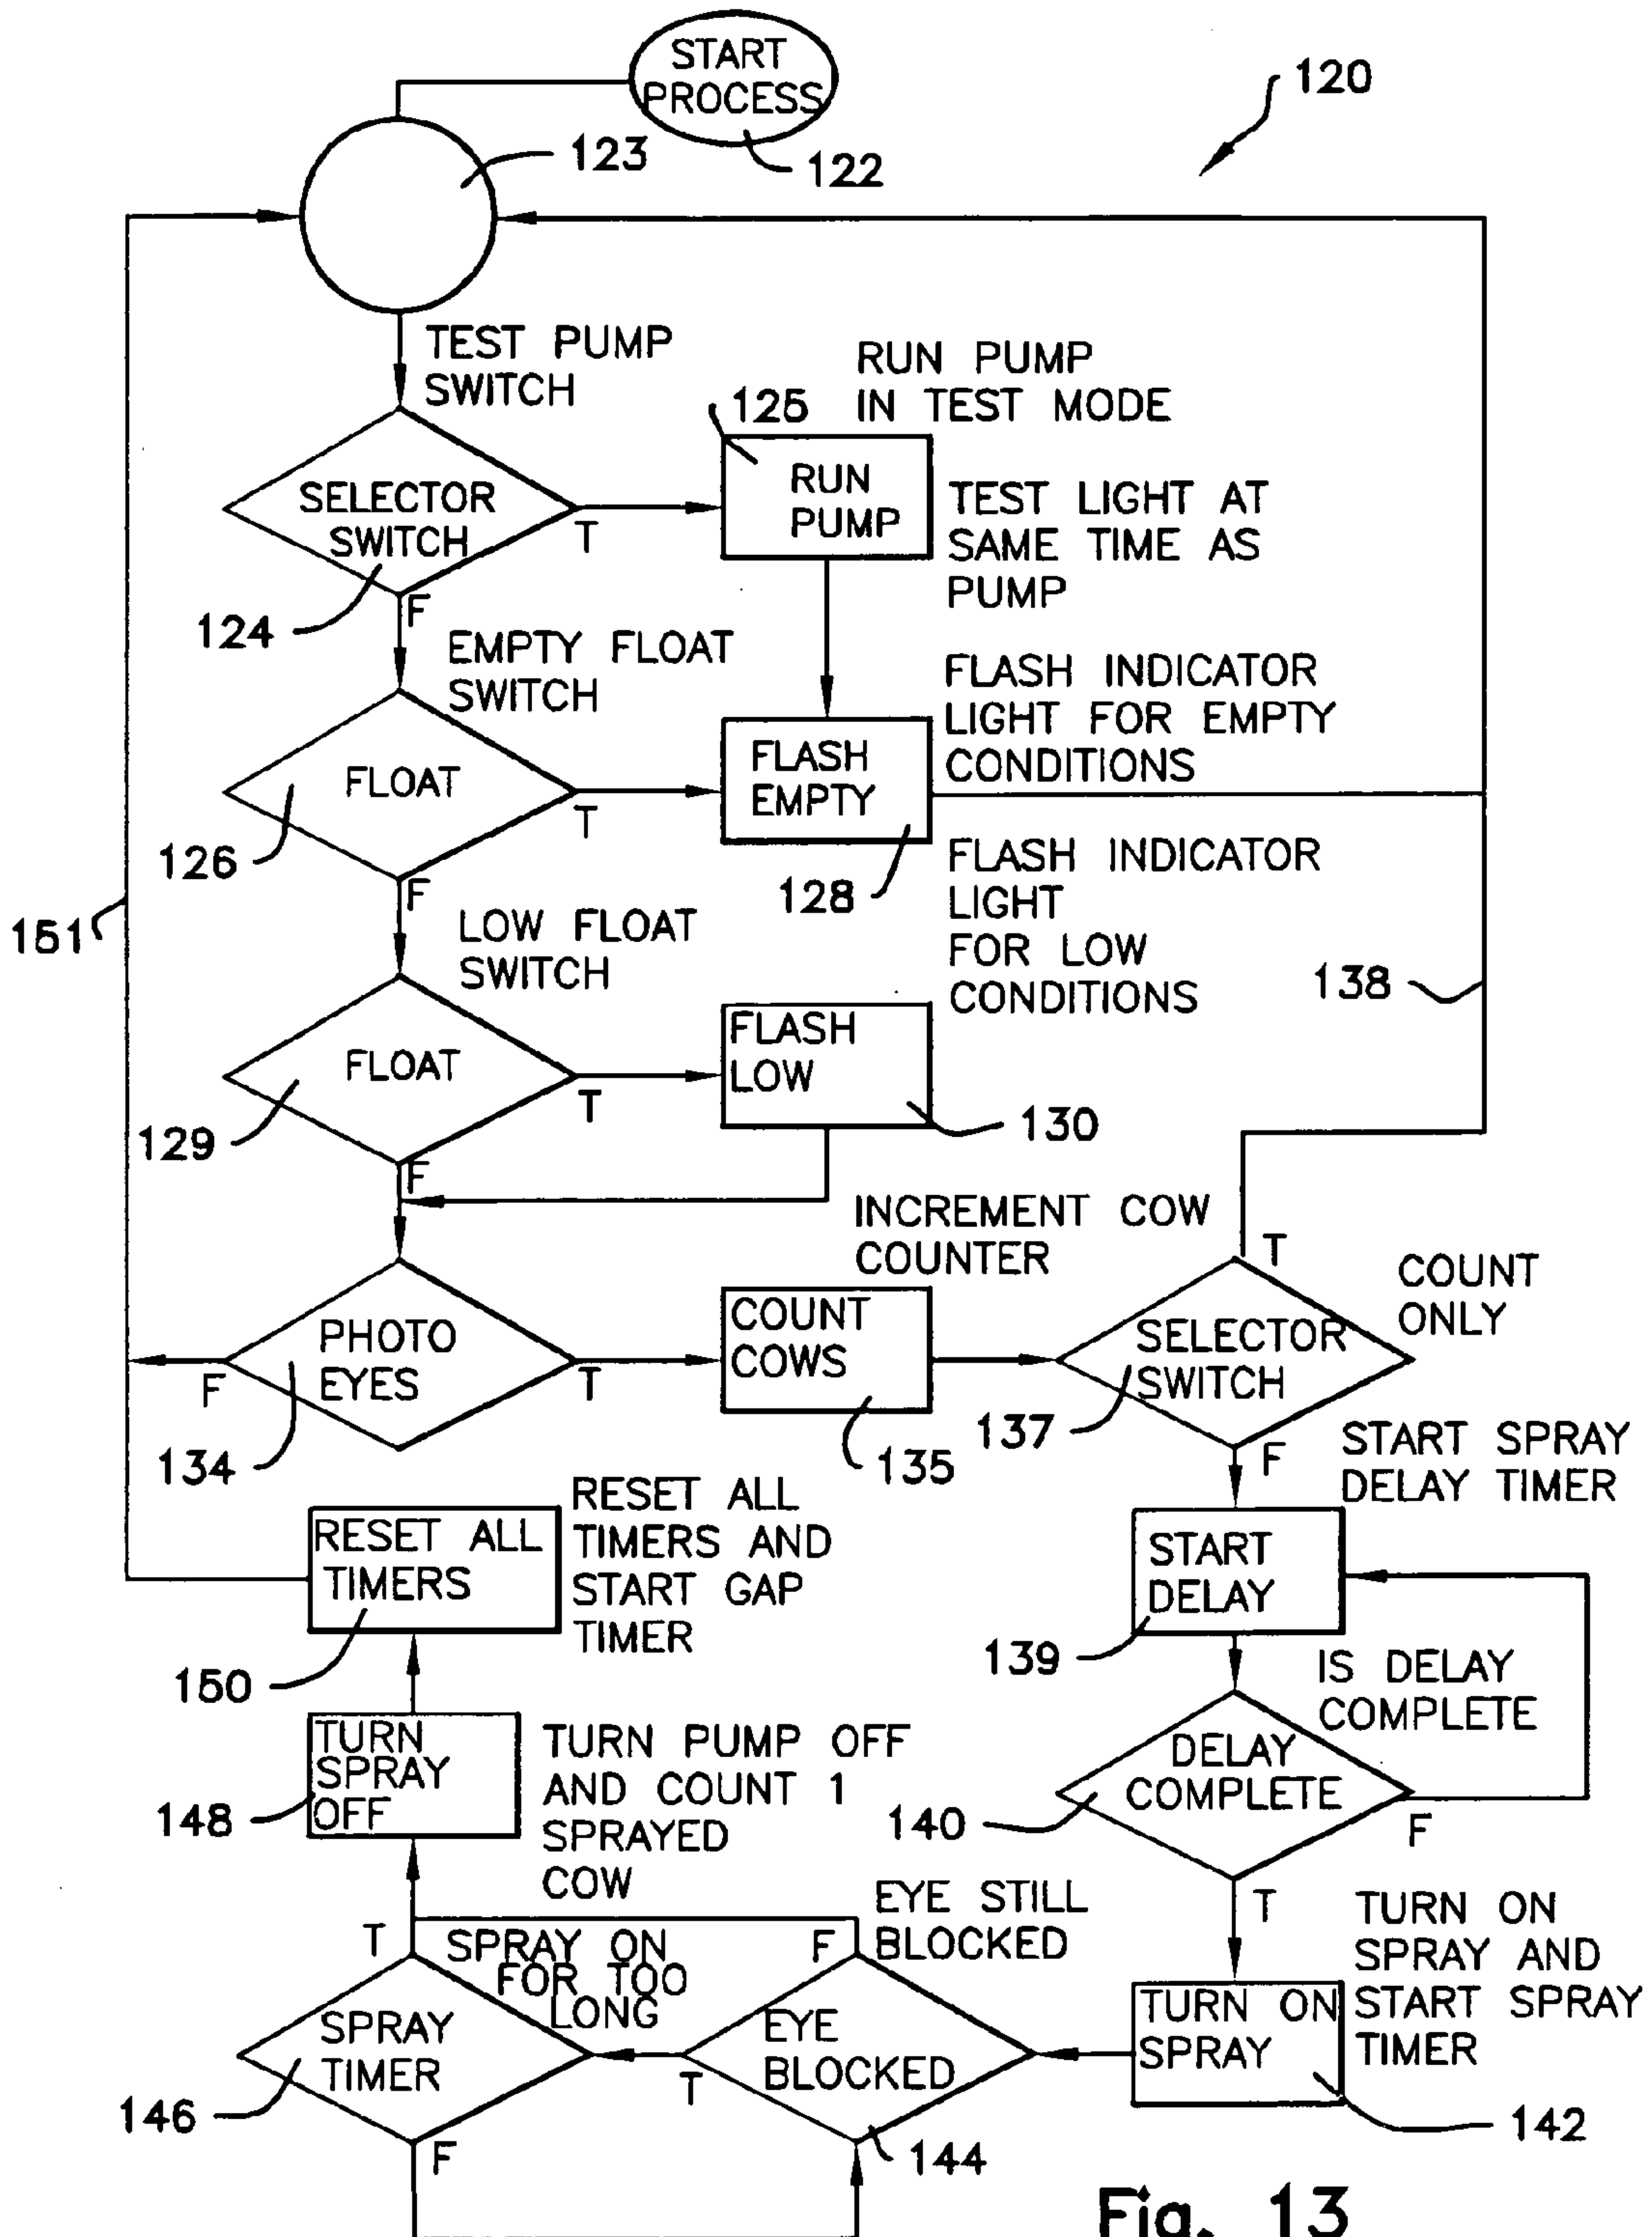 START
PROCESS
120
123
122
TEST PUMP
SWITCH
RUN PUMP
IN TEST MODE
125
SELECTOR
SWITCH
T
F
124
RUN
PUMP
TEST LIGHT AT
SAME TIME AS
PUMP
EMPTY FLOAT
SWITCH
FLOAT
T
F
126
FLASH
EMPTY
128
FLASH INDICATOR
LIGHT FOR EMPTY
CONDITIONS
FLASH INDICATOR
LIGHT
FOR LOW
CONDITIONS
151
138
LOW FLOAT
SWITCH
FLOAT
T
F
129
FLASH
LOW
130
INCREMENT COW
COUNTER
PHOTO
EYES
F
T
134
COUNT
COWS
135
T
COUNT
ONLY
SELECTOR
SWITCH
137
F
START SPRAY
DELAY TIMER
RESET ALL
TIMERS
150
RESET ALL
TIMERS AND
START GAP
TIMER
START
DELAY
139
IS DELAY
COMPLETE
DELAY
COMPLETE
140
F
T
TURN
SPRAY
OFF
148
TURN PUMP OFF
AND COUNT 1
SPRAYED
COW
EYE STILL
BLOCKED
TURN ON
SPRAY AND
START SPRAY
TIMER
T
SPRAY ON
FOR TOO
LONG
F
SPRAY
TIMER
146
F
EYE
BLOCKED
T
144
TURN ON
SPRAY
142
Fig. 13